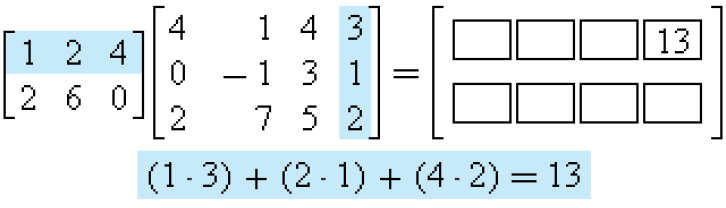 1 2 4 4 1 4 3 13
2 6 0 0 -1 3 1 =
2 7 5 2
(1 · 3) + (2 · 1) + (4 · 2) = 13